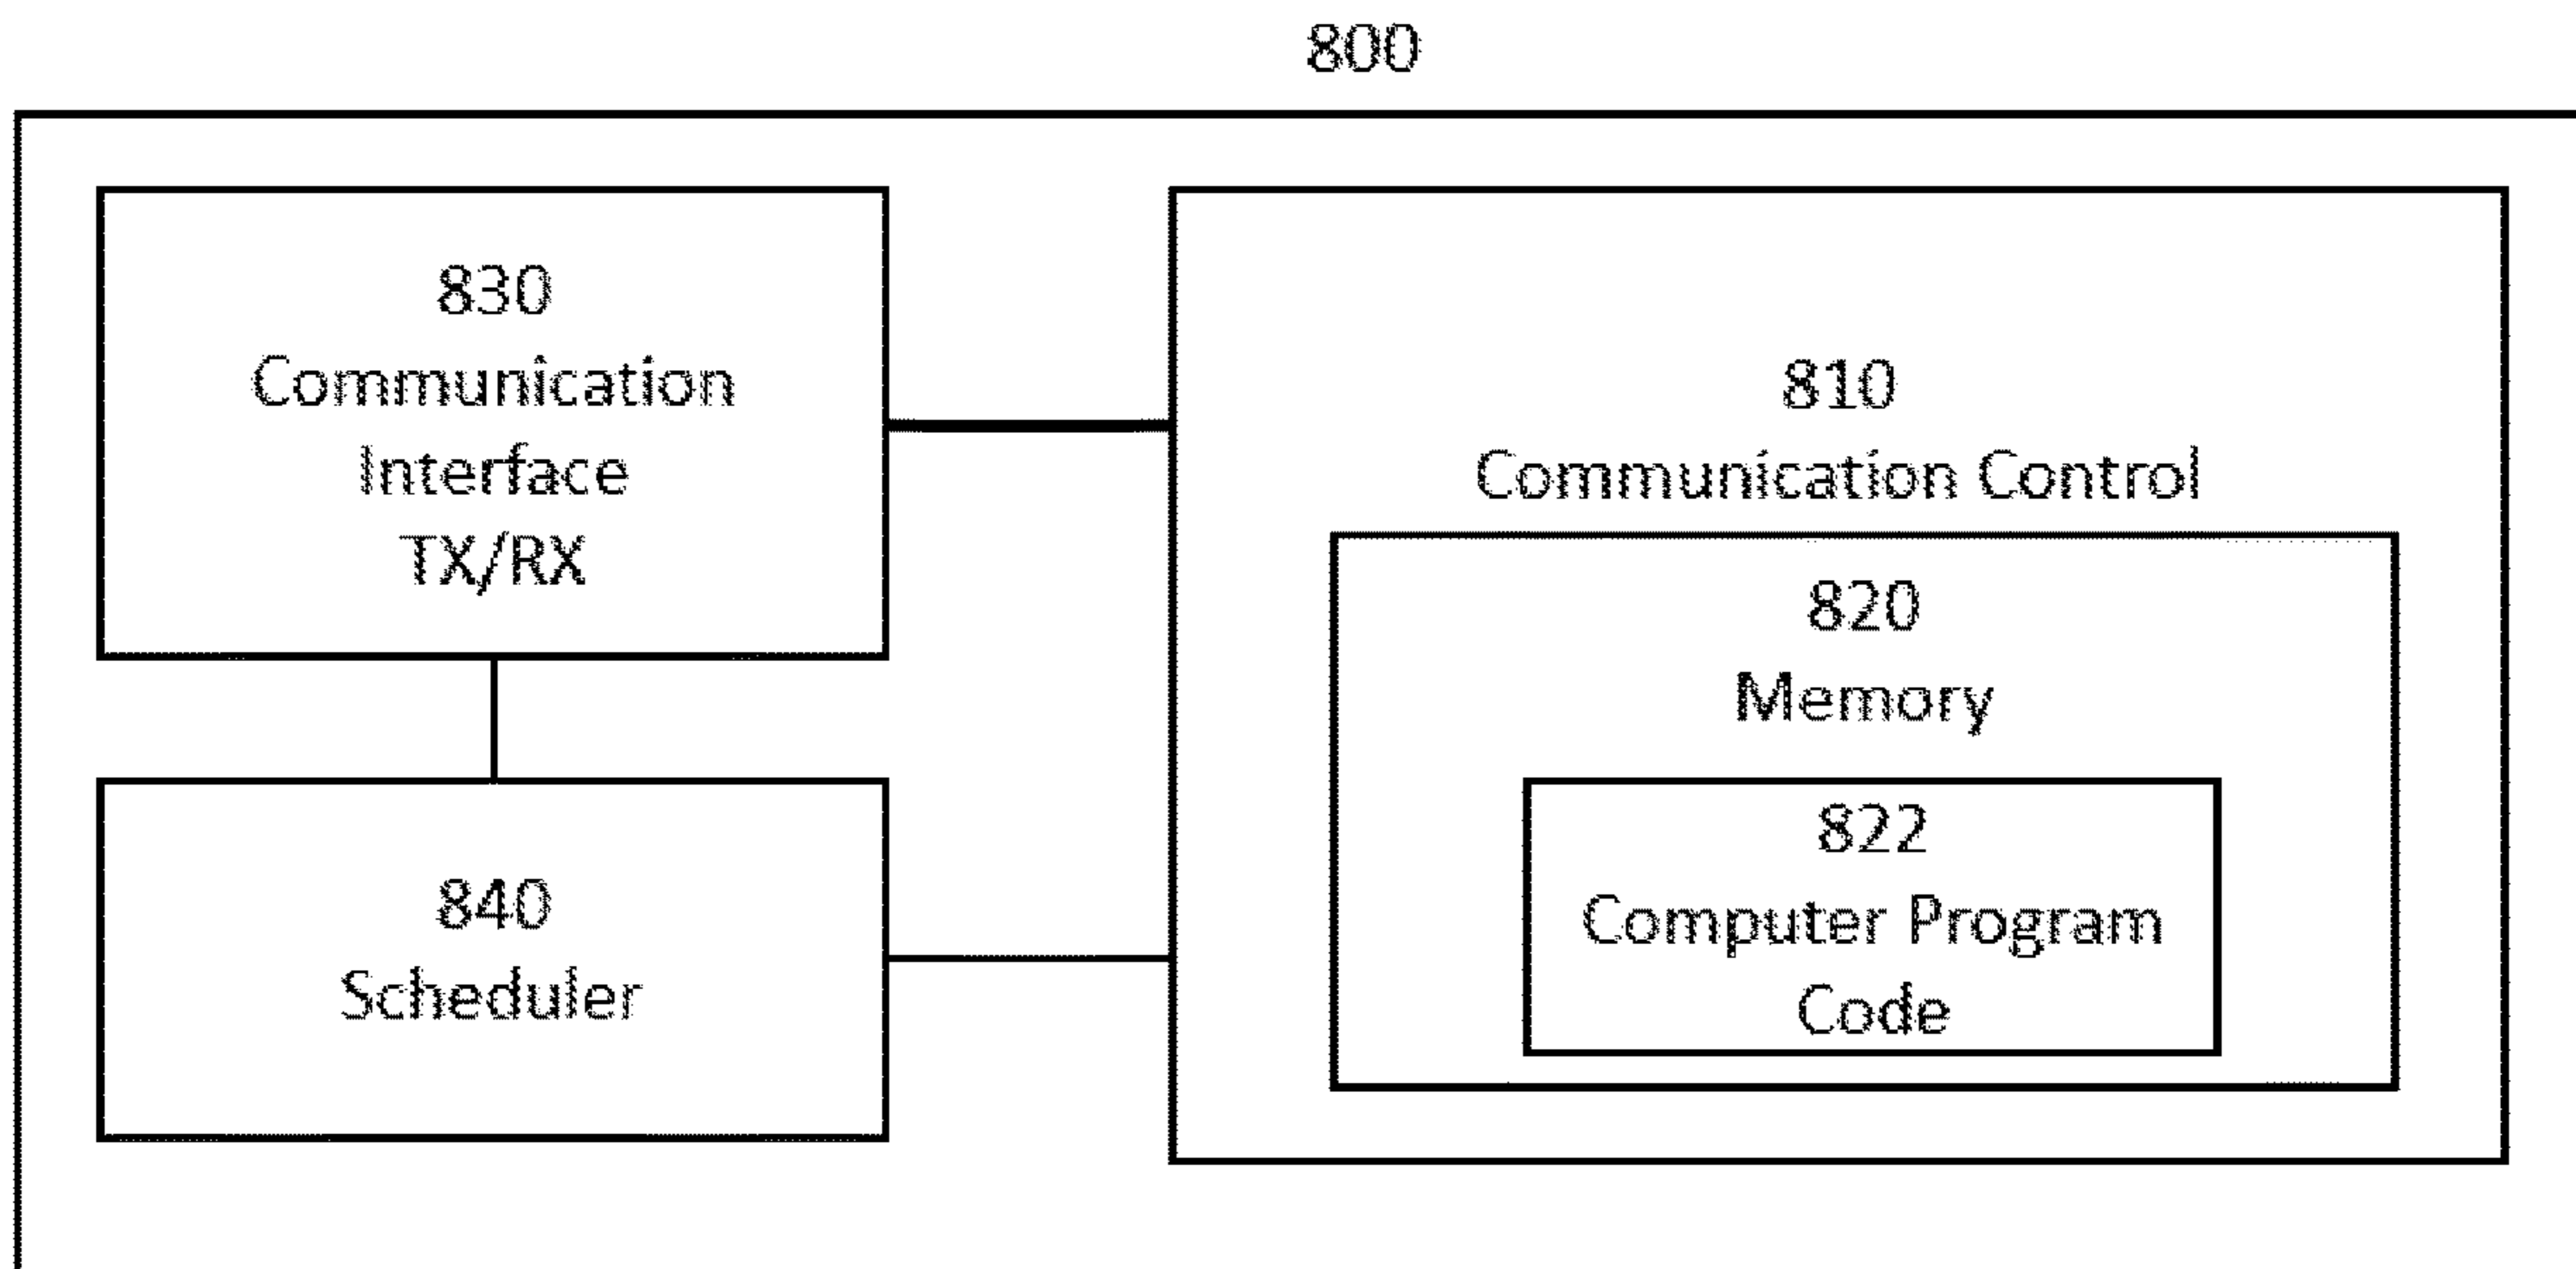 800
830
Communication
Interface
TX/RX
810
Communication Control
820
Memory
822
Computer Program
Code
840
Scheduler